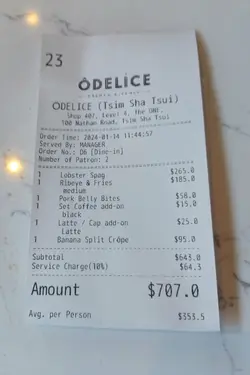 23
ÔDELICE
ÔDELICE (Tsim Sha Tsui)
Shop 407, Level 4, The ONE,
100 Nathan Road, Tsim Sha Tsui
Order Time: 2024-01-14 11:44:57
Served By: MANAGER
Order No.: D6 [Dine-in]
Number of Patron: 2
1 Lobster Spag $265.0
1 Ribeye & Fries $185.0
medium
1 Pork Belly Bites $58.0
1 Set Coffee add-on $15.0
black
1 Latte / Cap add-on $25.0
Latte
1 Banana Split Crêpe $95.0
Subtotal $643.0
Service Charge(10%) $64.3
Amount $707.0
Avg. per Person $353.5